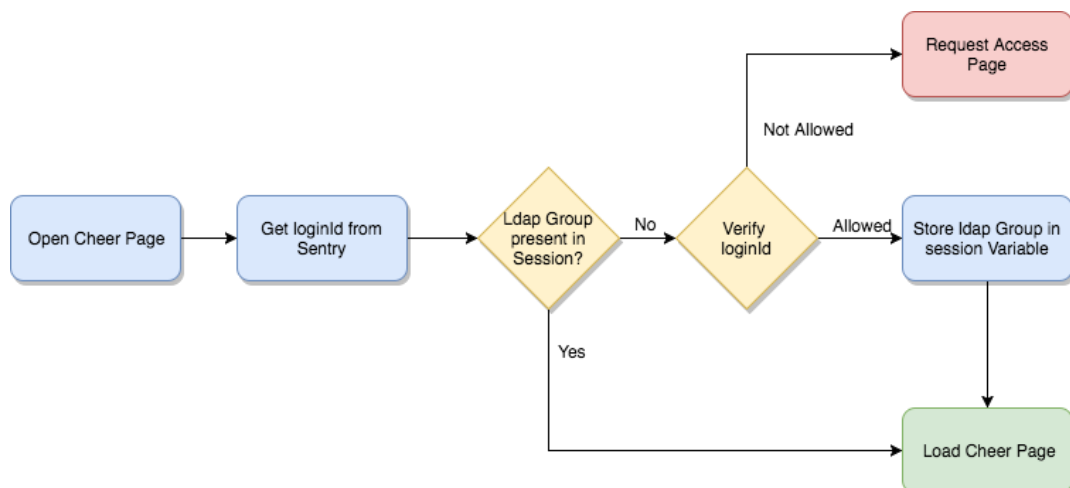 Request Access
Page
Not Allowed
Open Cheer Page
Get loginId from
Sentry
Ldap Group
present in
Session?
No
Verify
loginId
Allowed
Store ldap Group in
session Variable
Yes
Load Cheer Page